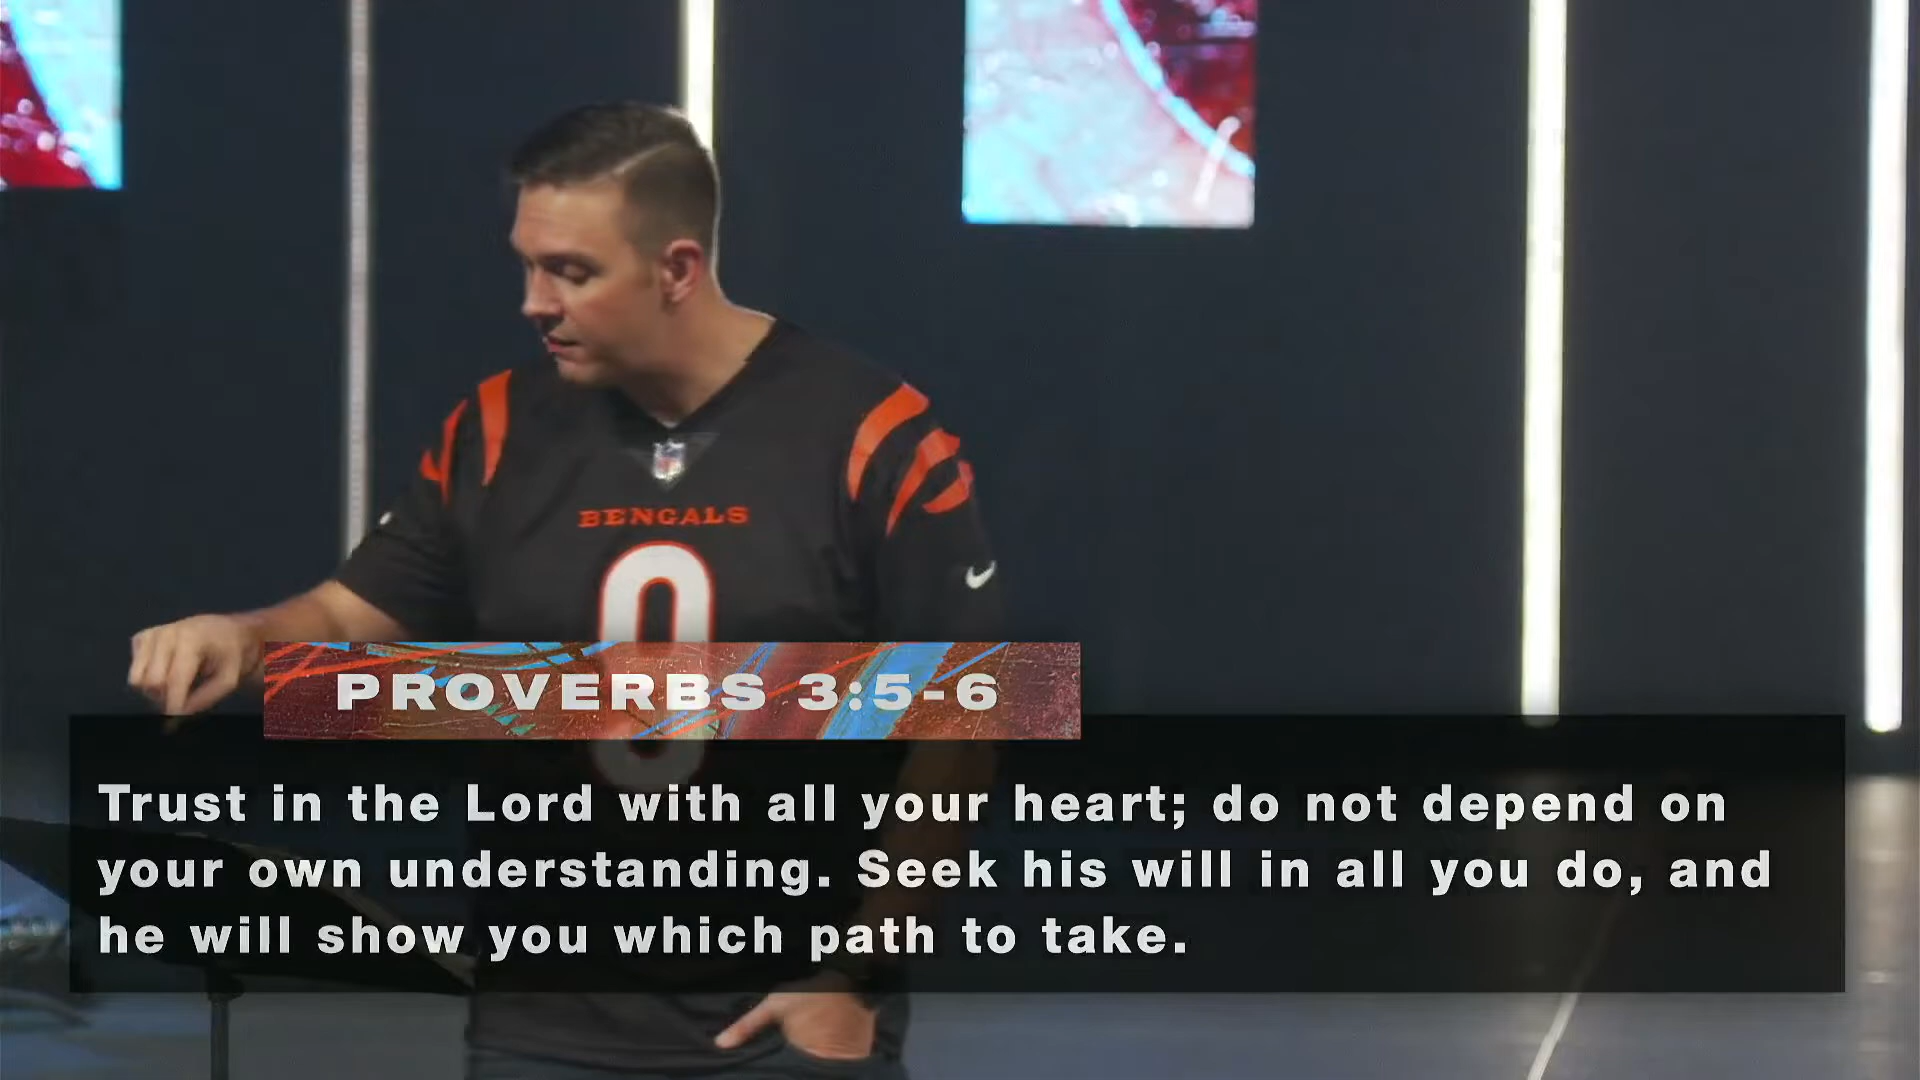 BENGALS
0
PROVERBS 3:5-6
Trust in the Lord with all your heart; do not depend on
your own understanding. Seek his will in all you do, and
he will show you which path to take.